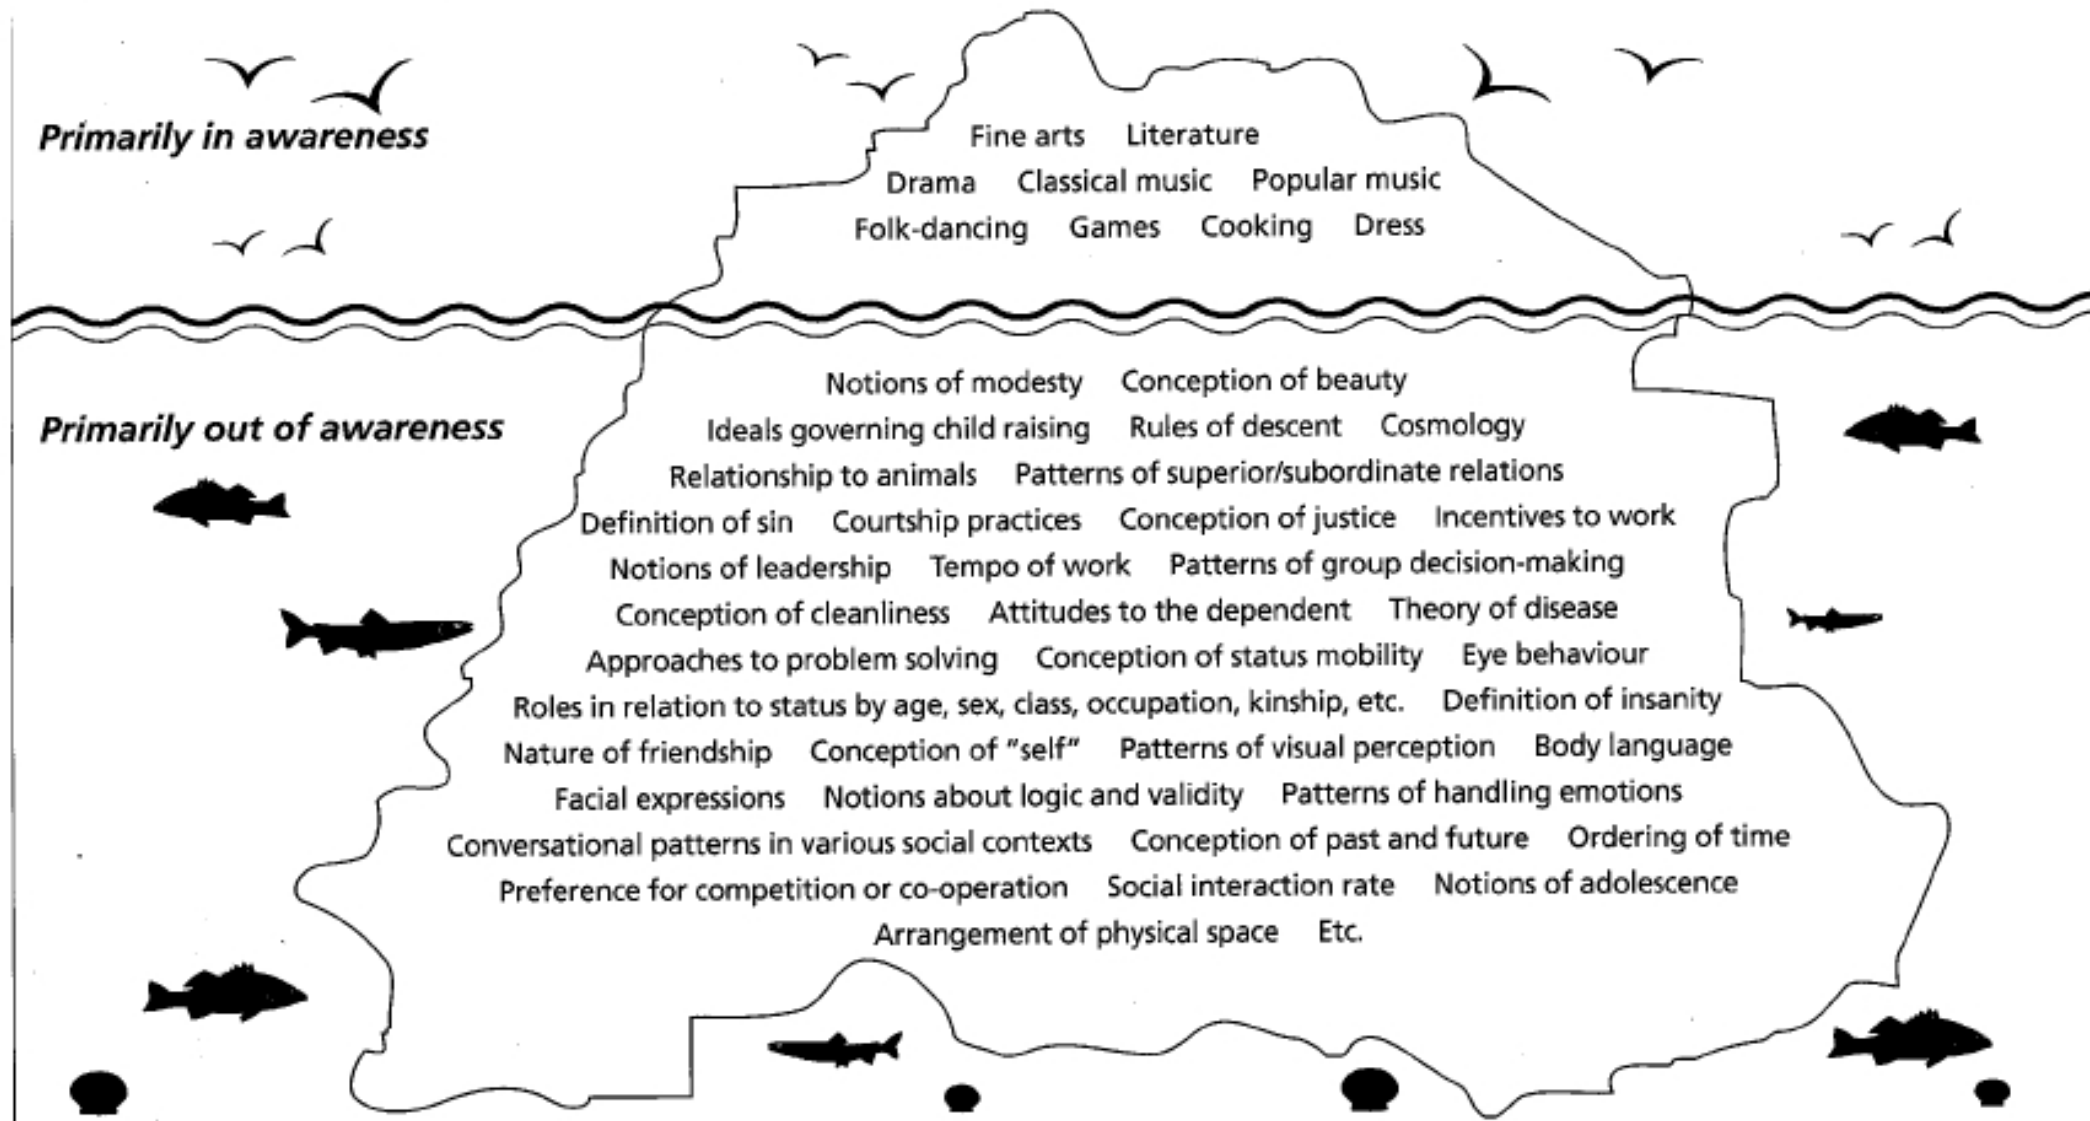 Primarily in awareness
Fine arts Literature
Drama Classical music Popular music
Folk-dancing Games Cooking Dress
Primarily out of awareness
Notions of modesty Conception of beauty
Ideals governing child raising Rules of descent Cosmology
Relationship to animals Patterns of superior/subordinate relations
Definition of sin Courtship practices Conception of justice Incentives to work
Notions of leadership Tempo of work Patterns of group decision-making
Conception of cleanliness Attitudes to the dependent Theory of disease
Approaches to problem solving Conception of status mobility Eye behaviour
Roles in relation to status by age, sex, class, occupation, kinship, etc. Definition of insanity
Nature of friendship Conception of "self" Patterns of visual perception Body language
Facial expressions Notions about logic and validity Patterns of handling emotions
Conversational patterns in various social contexts Conception of past and future Ordering of time
Preference for competition or co-operation Social interaction rate Notions of adolescence
Arrangement of physical space Etc.